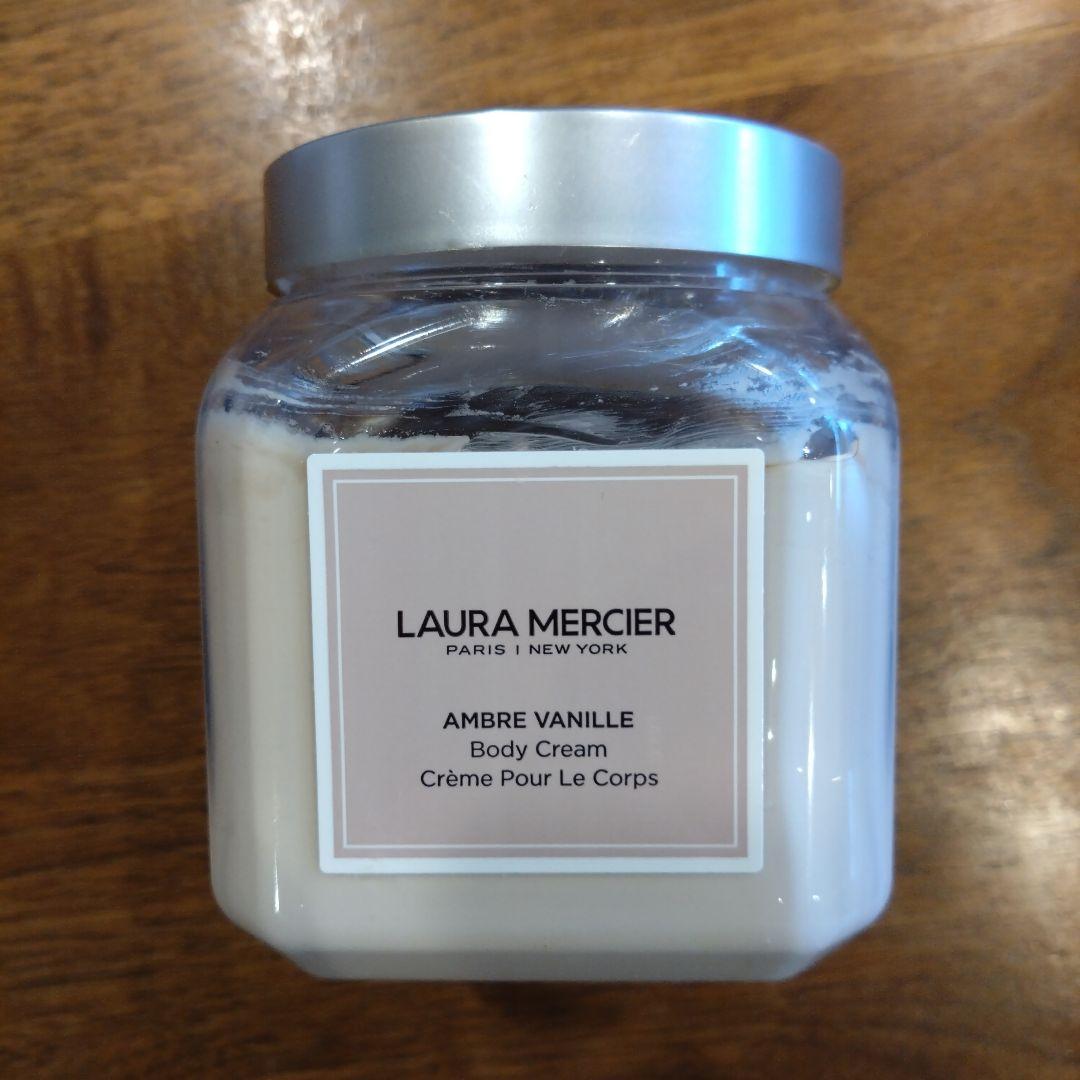 LAURA MERCIER
PARIS | NEW YORK
AMBRE VANILLE
Body Cream
Crème Pour Le Corps